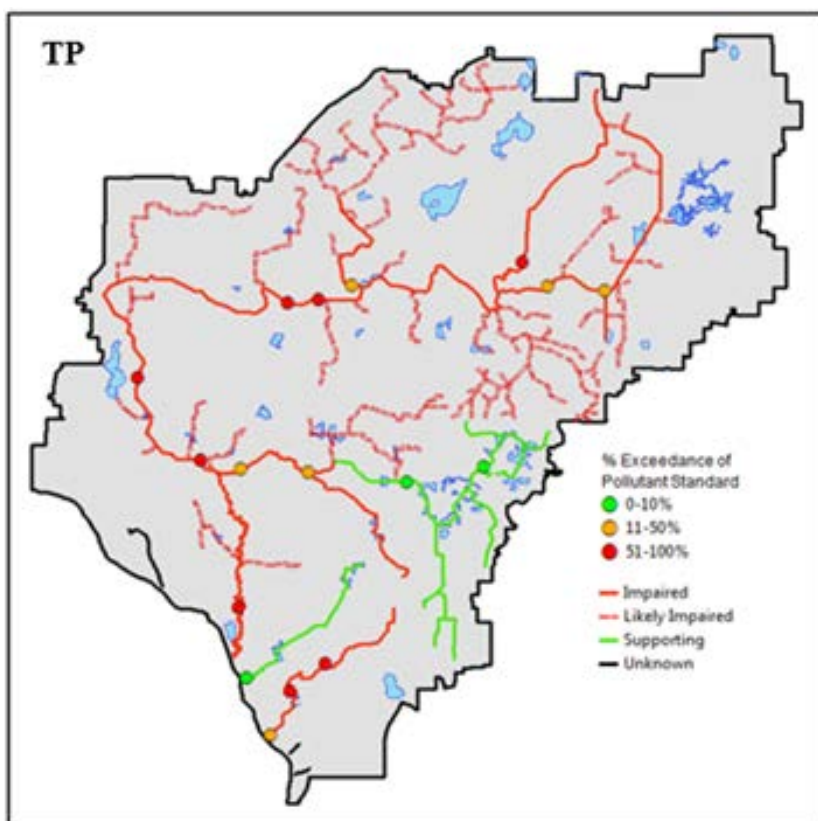 TP
% Exceedance of
Pollutant Standard
0-10%
11-50%
51-100%
Impaired
Likely Impaired
Supporting
Unknown